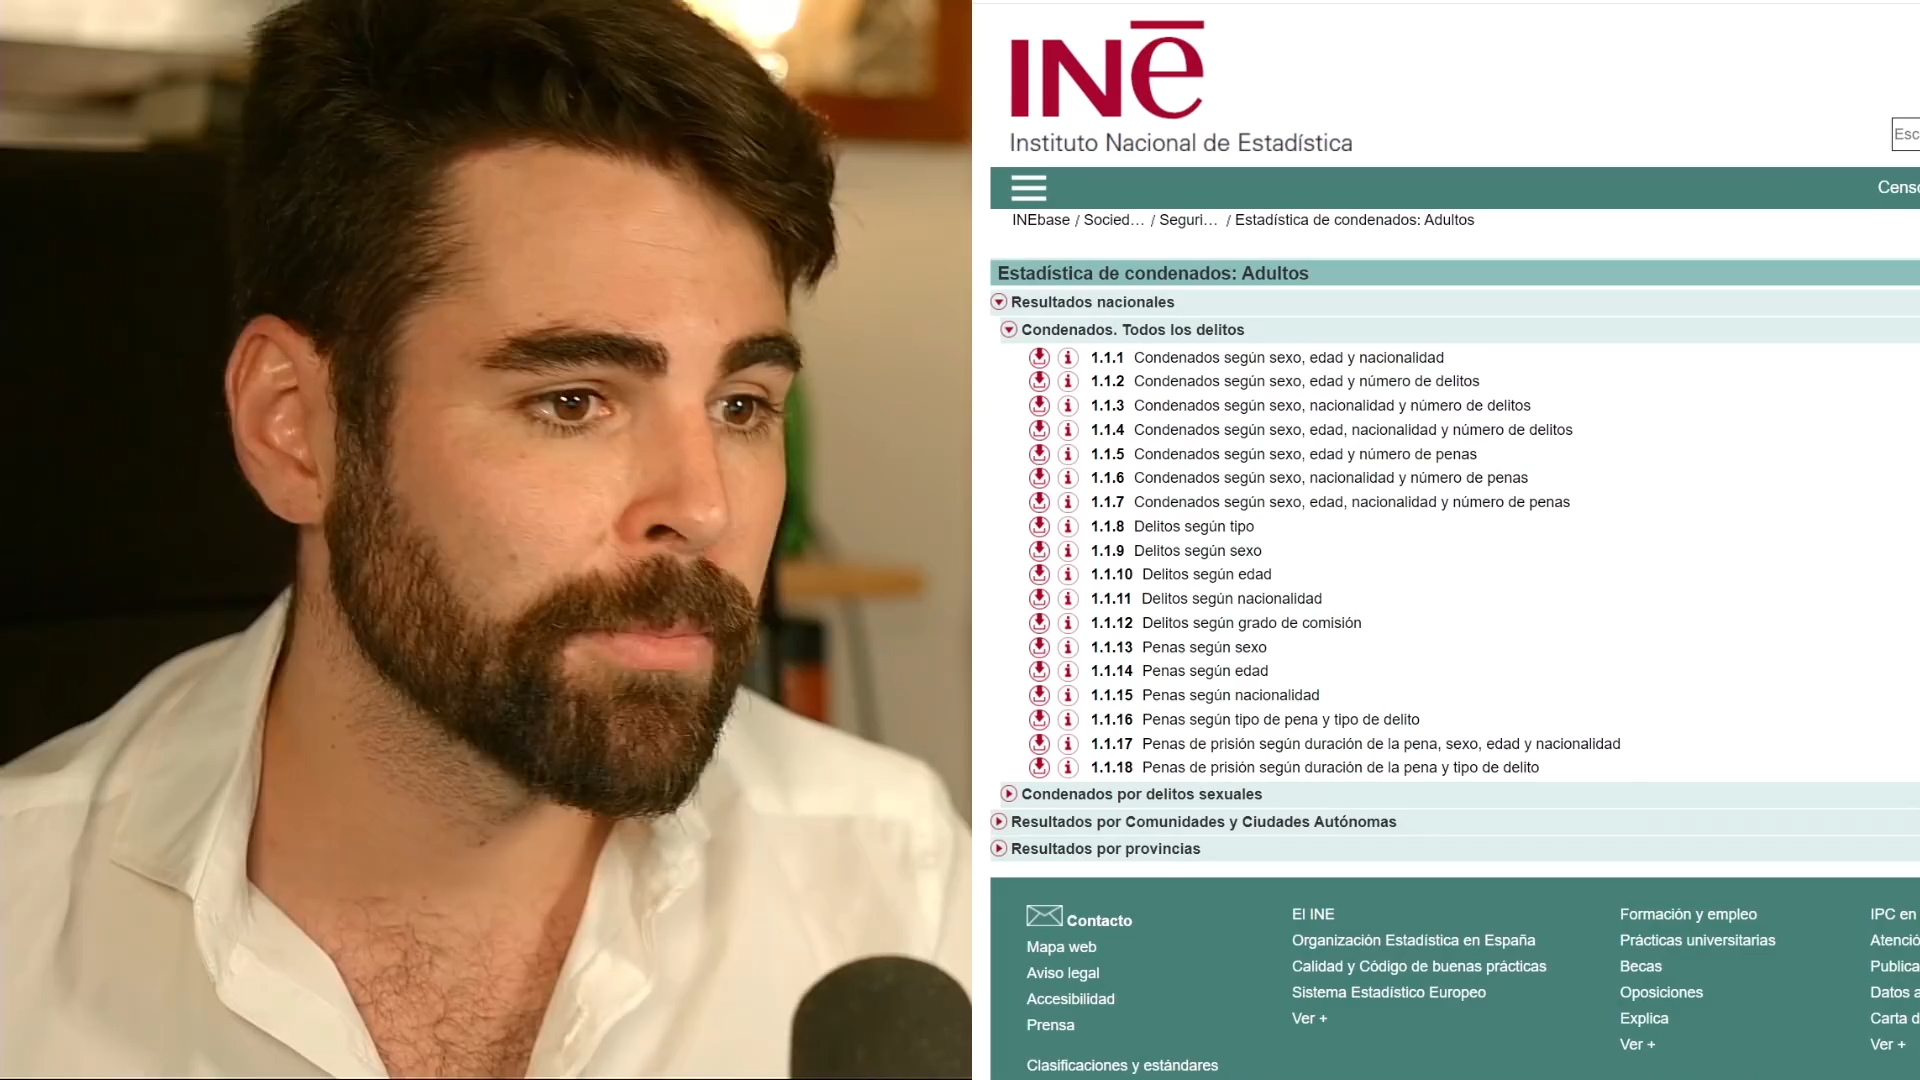 INe
Instituto Nacional de Estadística
Esc
Censo
INEbase / Socied… / Seguri… / Estadística de condenados: Adultos
Estadística de condenados: Adultos
Resultados nacionales
Condenados. Todos los delitos
1.1.1 Condenados según sexo, edad y nacionalidad
1.1.2 Condenados según sexo, edad y número de delitos
1.1.3 Condenados según sexo, nacionalidad y número de delitos
1.1.4 Condenados según sexo, edad, nacionalidad y número de delitos
1.1.5 Condenados según sexo, edad y número de penas
1.1.6 Condenados según sexo, nacionalidad y número de penas
1.1.7 Condenados según sexo, edad, nacionalidad y número de penas
1.1.8 Delitos según tipo
1.1.9 Delitos según sexo
1.1.10 Delitos según edad
1.1.11 Delitos según nacionalidad
1.1.12 Delitos según grado de comisión
1.1.13 Penas según sexo
1.1.14 Penas según edad
1.1.15 Penas según nacionalidad
1.1.16 Penas según tipo de pena y tipo de delito
1.1.17 Penas de prisión según duración de la pena, sexo, edad y nacionalidad
1.1.18 Penas de prisión según duración de la pena y tipo de delito
Condenados por delitos sexuales
Resultados por Comunidades y Ciudades Autónomas
Resultados por provincias
Contacto
Mapa web
Aviso legal
Accesibilidad
Prensa
Clasificaciones y estándares
El INE
Organización Estadística en España
Calidad y Código de buenas prácticas
Sistema Estadístico Europeo
Ver +
Formación y empleo
Prácticas universitarias
Becas
Oposiciones
Explica
Ver +
IPC en
Atenció
Publica
Datos a
Carta d
Ver +